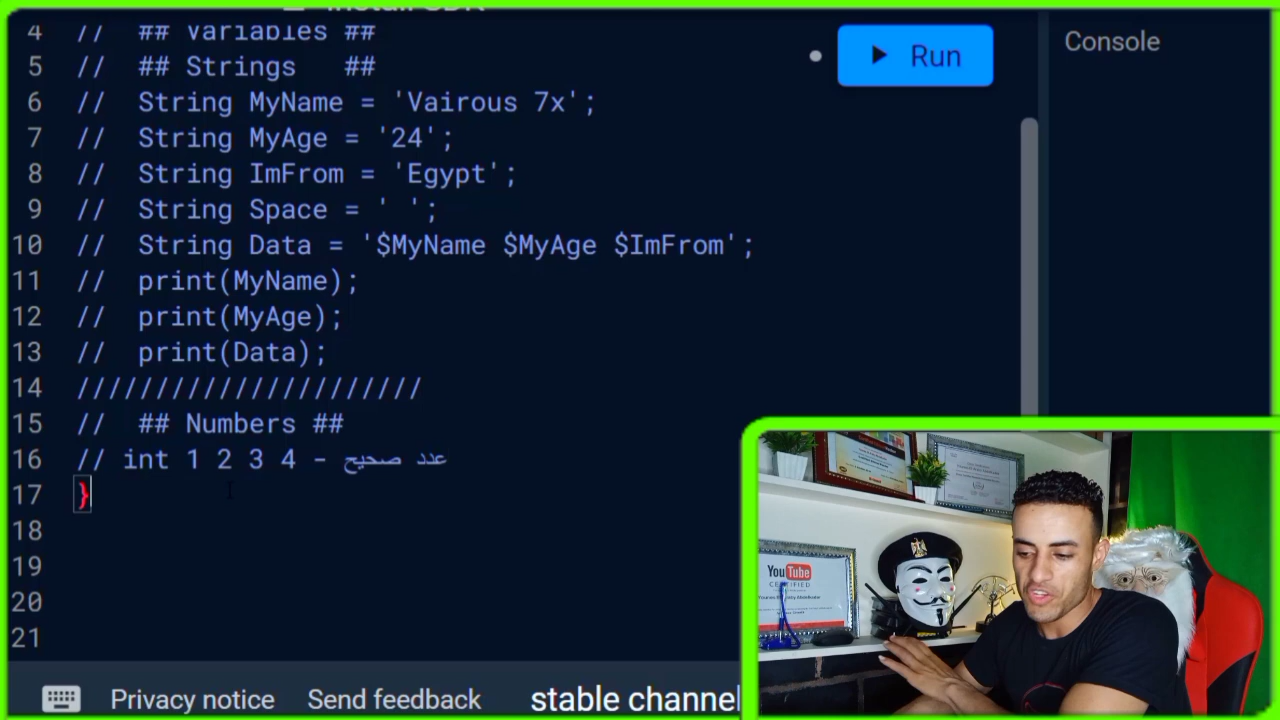 Install SDK
4 // ## Variables ##
5 // ## Strings ##
6 // String MyName = 'Vairous 7x';
7 // String MyAge = '24';
8 // String ImFrom = 'Egypt';
9 // String Space = ' ';
10 // String Data = '$MyName $MyAge $ImFrom';
11 // print(MyName);
12 // print(MyAge);
13 // print(Data);
14 //////////////////////
15 // ## Numbers ##
16 // int 1 2 3 4 - عدد صحيح
17 }
18
19
20
21
Run
Console
Privacy notice
Send feedback
stable channel
YouTube
CERTIFIED